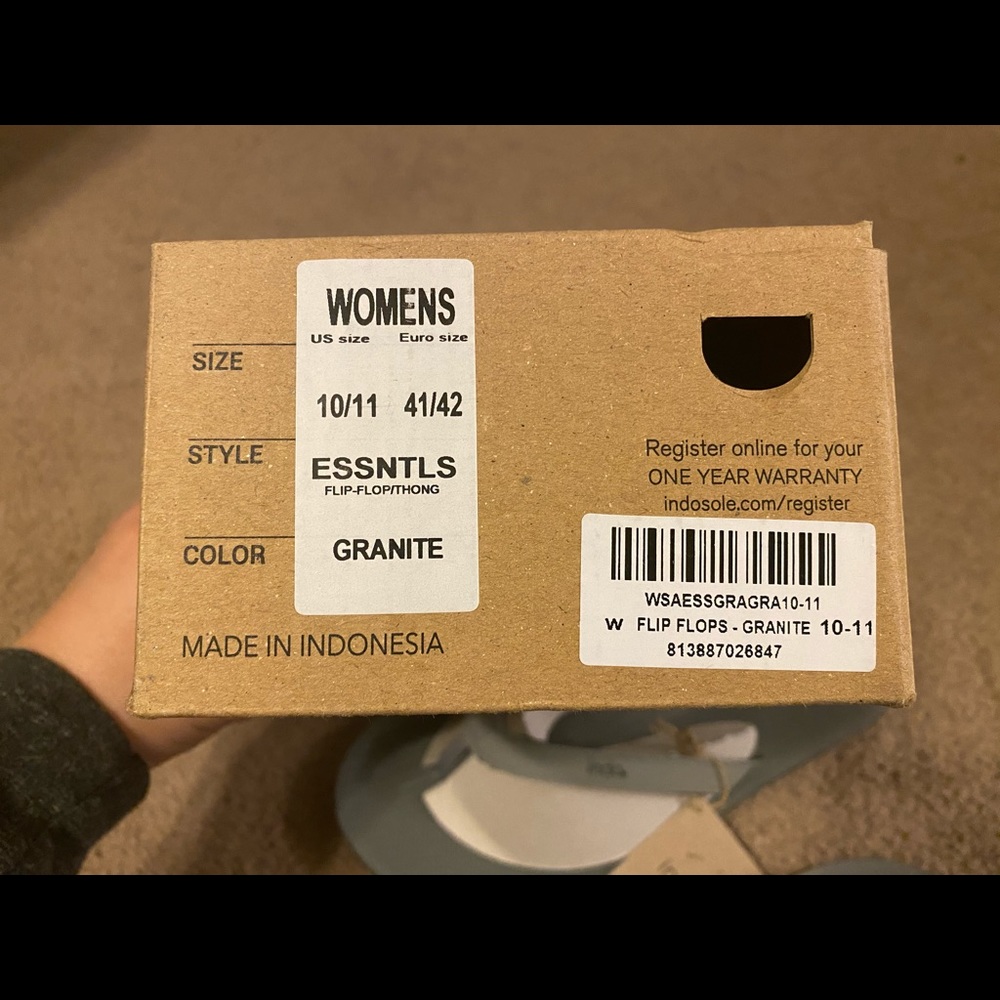 WOMENS
US size Euro size
SIZE
10/11 41/42
STYLE
ESSNTLS
FLIP-FLOP/THONG
COLOR
GRANITE
MADE IN INDONESIA
Register online for your
ONE YEAR WARRANTY
indosole.com/register
WSAESSGRAGRA10-11
W FLIP FLOPS - GRANITE 10-11
813887026847